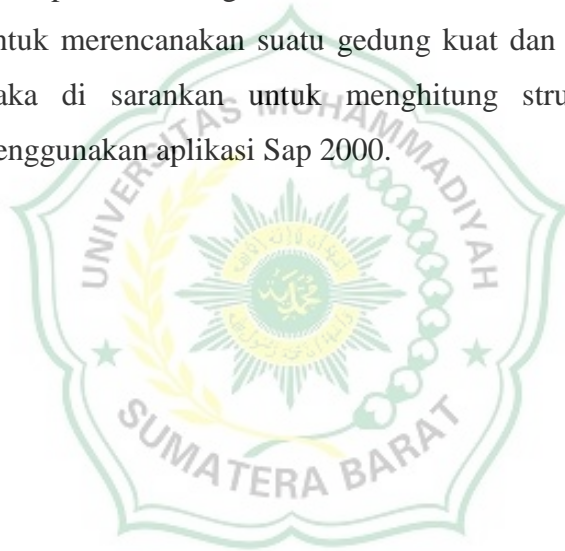 ntuk merencanakan suatu gedung kuat dan
aka di sarankan untuk menghitung stru
enggunakan aplikasi Sap 2000.
UNIVERSITAS MUHAMMADIYAH
SUMATERA BARAT